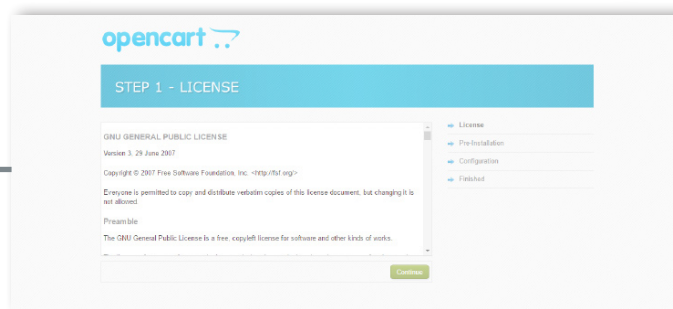 opencart
STEP 1 - LICENSE
GNU GENERAL PUBLIC LICENSE
Version 3, 29 June 2007
Copyright © 2007 Free Software Foundation, Inc. <http://fsf.org/>
Everyone is permitted to copy and distribute verbatim copies of this license document, but changing it is
not allowed.
Preamble
The GNU General Public License is a free, copyleft license for software and other kinds of works.
Continue
License
Pre-Installation
Configuration
Finished